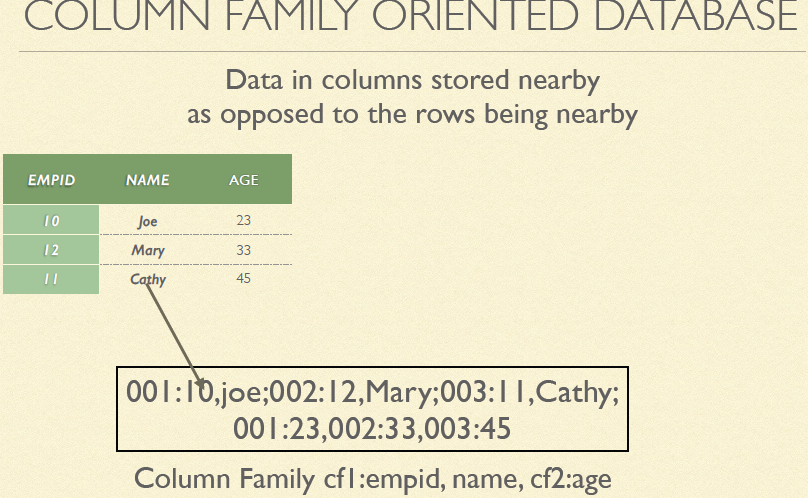 COLUMN FAMILY ORIENTED DATABASE
Data in columns stored nearby
as opposed to the rows being nearby
EMPID NAME AGE
10 Joe 23
12 Mary 33
11 Cathy 45
001:10,joe;002:12,Mary;003:11,Cathy;
001:23,002:33,003:45
Column Family cf1:empid, name, cf2:age